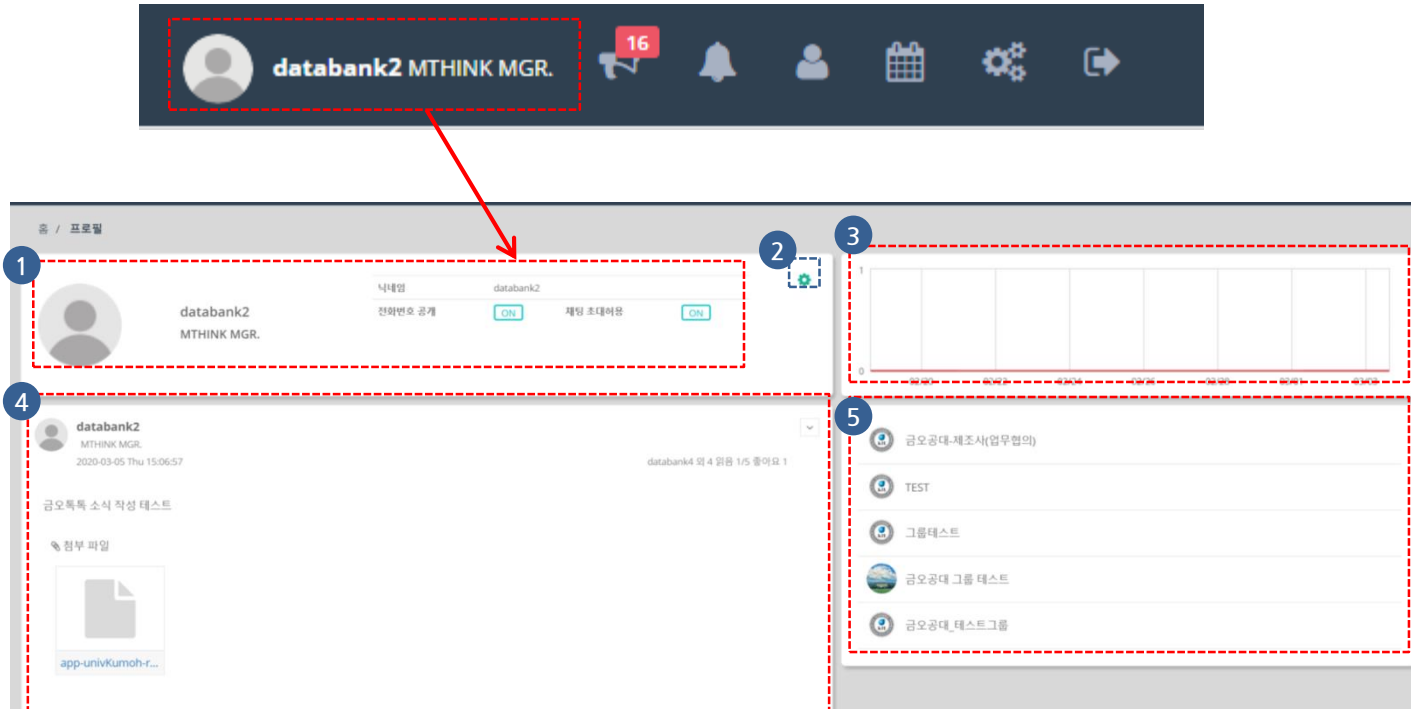 16
databank2 MTHINK MGR.
홈 / 프로필
1
2
3
databank2
MTHINK MGR.
닉네임 databank2
전화번호 공개 ON 채팅 초대허용 ON
1
0
4
databank2
MTHINK MGR.
2020-03-05 Thu 15:06:57
databank4 외 4 읽음 1/5 좋아요 1
금오톡톡 소식 작성 테스트
첨부 파일
app-univKumoh-r...
5
금오공대-제조사(업무협의)
TEST
그룹테스트
금오공대 그룹 테스트
금오공대_테스트그룹